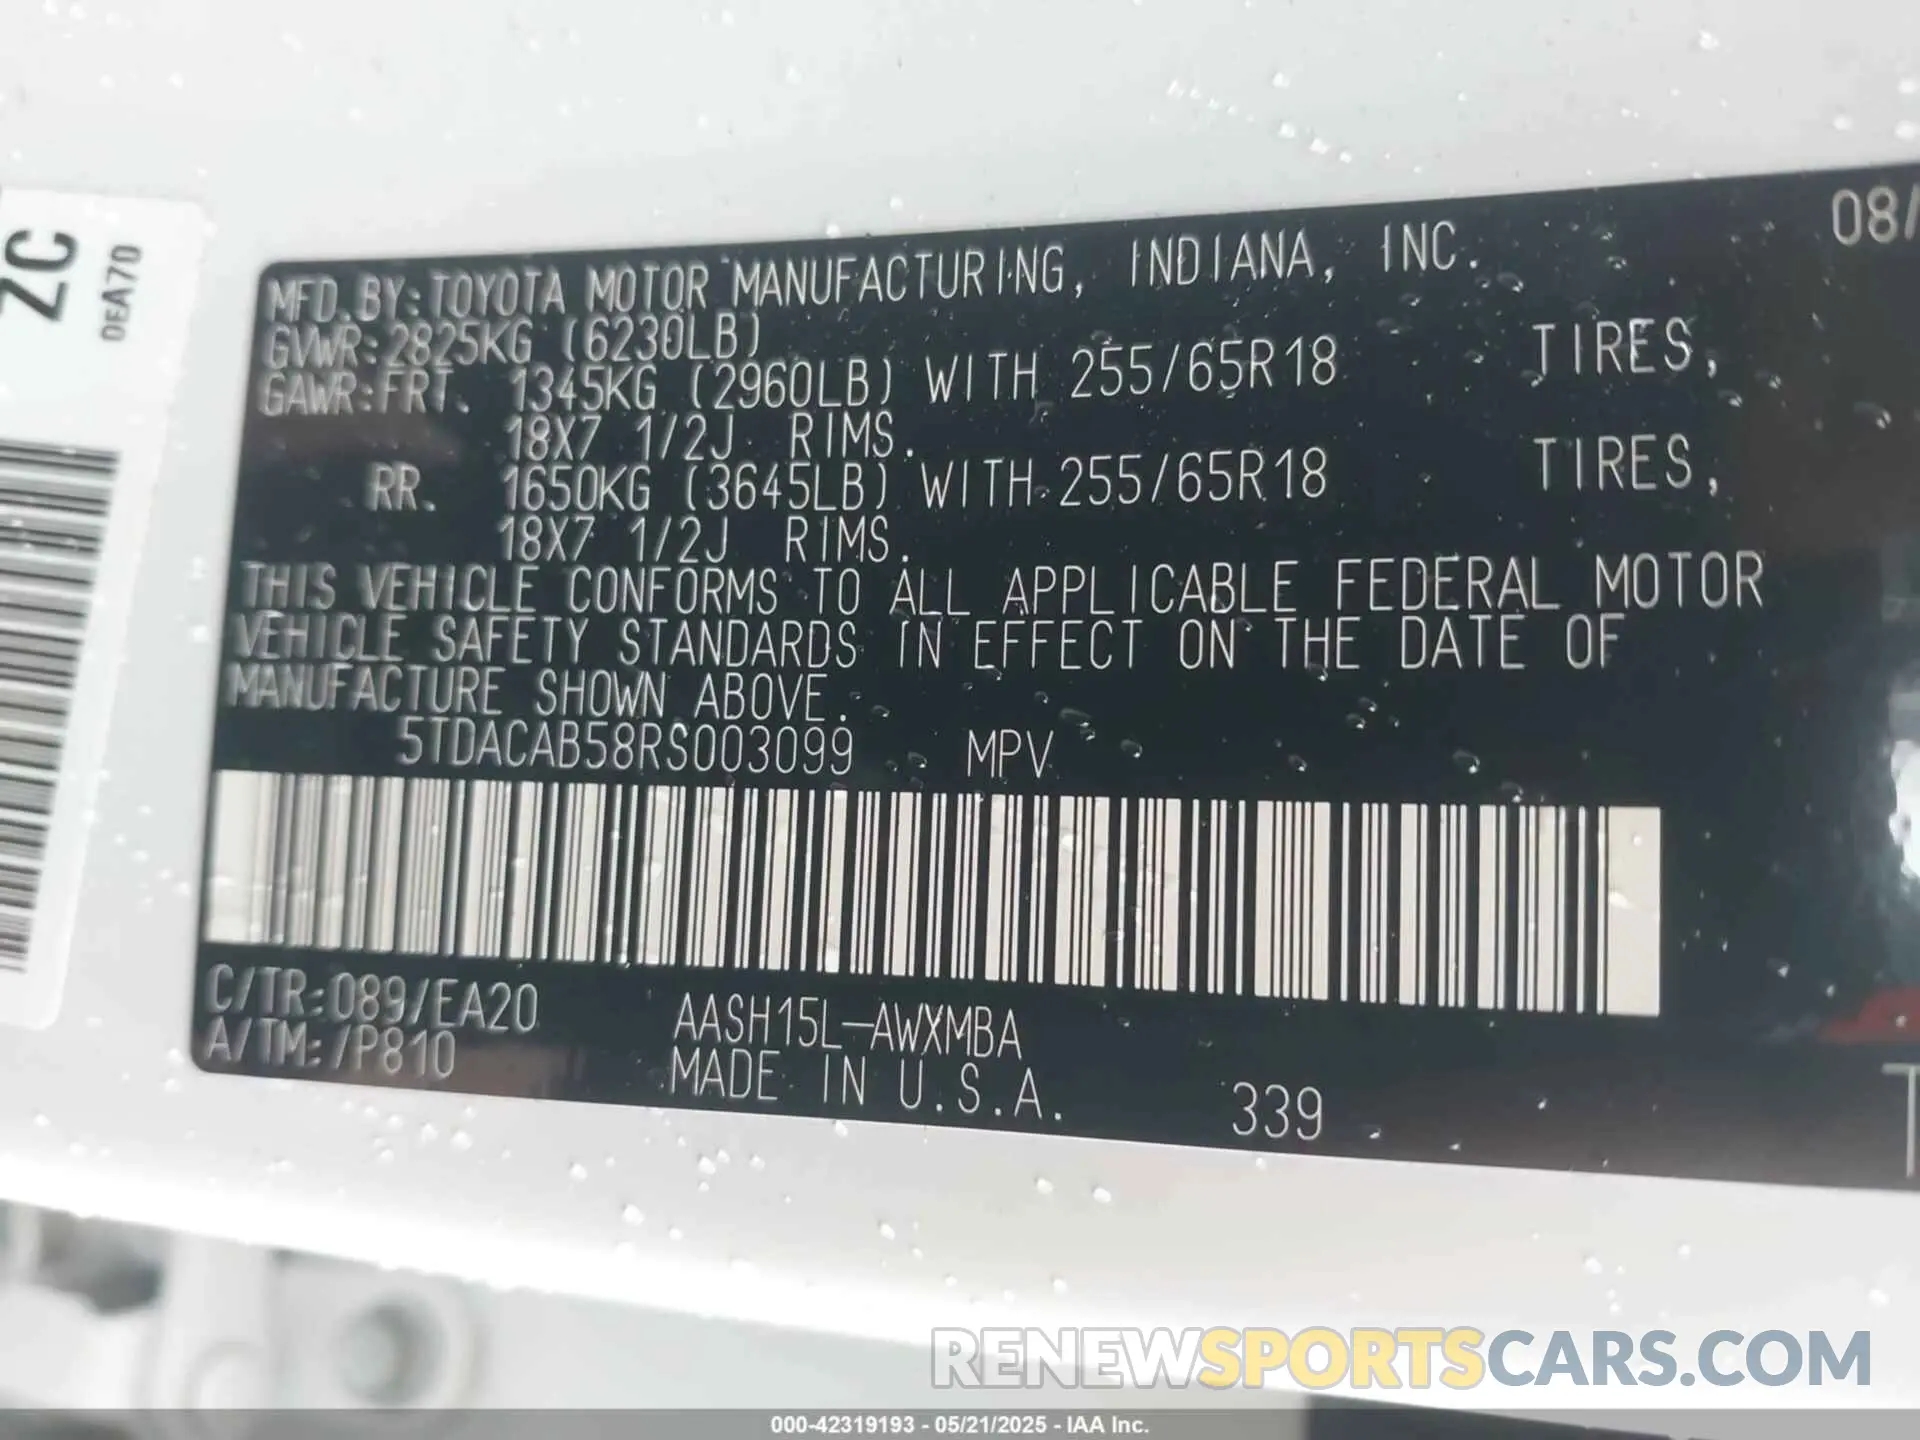 ZC
0EA70
08/
MFD. BY: TOYOTA MOTOR MANUFACTURING, INDIANA, INC.
GVWR: 2825KG (6230LB)
GAWR: FRT. 1345KG (2960LB) WITH 255/65R18 TIRES,
18X7 1/2J RIMS.
RR. 1650KG (3645LB) WITH 255/65R18 TIRES,
18X7 1/2J RIMS.
THIS VEHICLE CONFORMS TO ALL APPLICABLE FEDERAL MOTOR
VEHICLE SAFETY STANDARDS IN EFFECT ON THE DATE OF
MANUFACTURE SHOWN ABOVE.
5TDACAB58RS003099 MPV
C/TR: 089/EA20 AASH15L-AWXMBA
A/TM: /P810 MADE IN U.S.A. 339
T
RENEWSPORTSCARS.COM
000-42319193 - 05/21/2025 - IAA Inc.